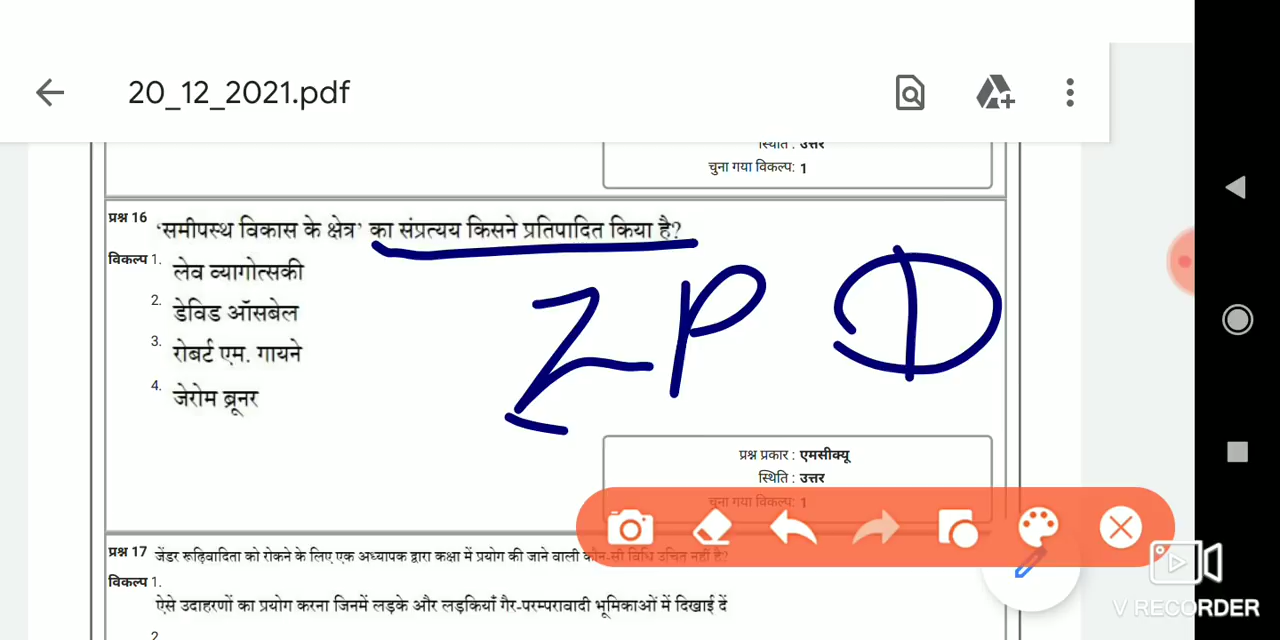 20_12_2021.pdf
स्थिति : उत्तर
चुना गया विकल्प: 1
प्रश्न 16 'समीपस्थ विकास के क्षेत्र' का संप्रत्यय किसने प्रतिपादित किया है?
विकल्प 1. लेव व्यागोत्सकी
2. डेविड ऑसबेल
3. रोबर्ट एम. गायने
4. जेरोम ब्रूनर
ZPD
प्रश्न प्रकार : एमसीक्यू
स्थिति : उत्तर
चुना गया विकल्प: 1
प्रश्न 17 जेंडर रूढ़िवादिता को रोकने के लिए एक अध्यापक द्वारा कक्षा में प्रयोग की जाने वाली कौन-सी विधि उचित नहीं है?
विकल्प 1.
ऐसे उदाहरणों का प्रयोग करना जिनमें लड़के और लड़कियाँ गैर-परम्परावादी भूमिकाओं में दिखाई दें
2.
V RECORDER